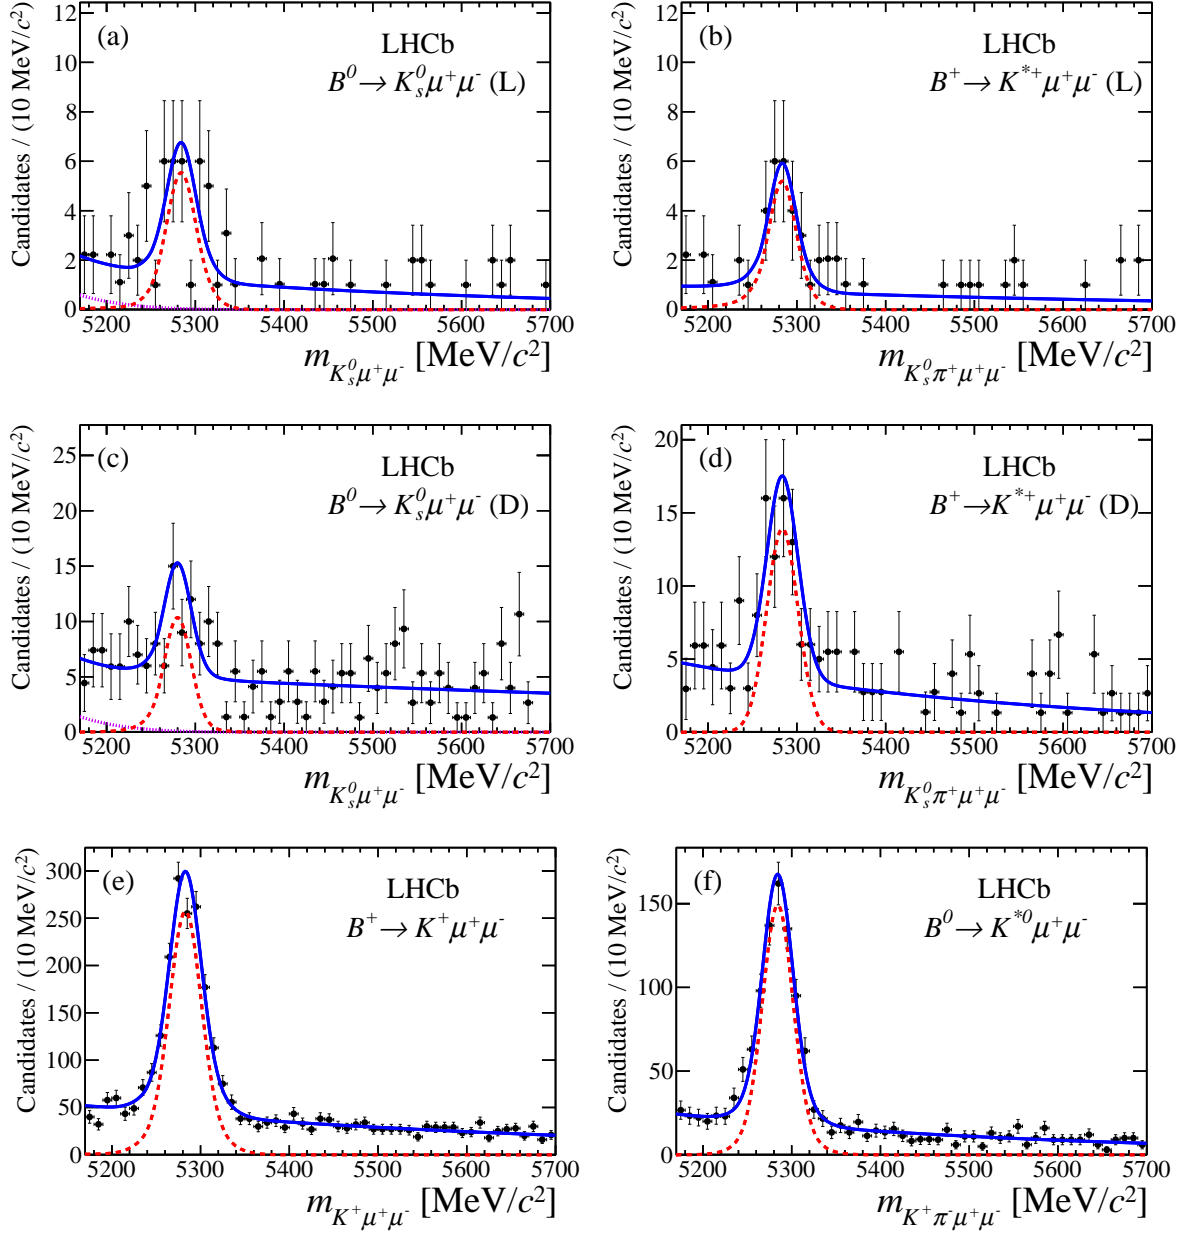 (a) LHCb
B⁰ → K⁰ₛμ⁺μ⁻ (L)
Candidates / (10 MeV/c²)
12
10
8
6
4
2
0
5200 5300 5400 5500 5600 5700
m K⁰ₛμ⁺μ⁻ [MeV/c²]
(b) LHCb
B⁺ → K*⁺μ⁺μ⁻ (L)
Candidates / (10 MeV/c²)
12
10
8
6
4
2
0
5200 5300 5400 5500 5600 5700
m K⁰ₛπ⁺μ⁺μ⁻ [MeV/c²]
(c) LHCb
B⁰ → K⁰ₛμ⁺μ⁻ (D)
Candidates / (10 MeV/c²)
25
20
15
10
5
0
5200 5300 5400 5500 5600 5700
m K⁰ₛμ⁺μ⁻ [MeV/c²]
(d) LHCb
B⁺ → K*⁺μ⁺μ⁻ (D)
Candidates / (10 MeV/c²)
20
15
10
5
0
5200 5300 5400 5500 5600 5700
m K⁰ₛπ⁺μ⁺μ⁻ [MeV/c²]
(e) LHCb
B⁺ → K⁺μ⁺μ⁻
Candidates / (10 MeV/c²)
300
250
200
150
100
50
0
5200 5300 5400 5500 5600 5700
m K⁺μ⁺μ⁻ [MeV/c²]
(f) LHCb
B⁰ → K*⁰μ⁺μ⁻
Candidates / (10 MeV/c²)
150
100
50
0
5200 5300 5400 5500 5600 5700
m K⁺π⁻μ⁺μ⁻ [MeV/c²]